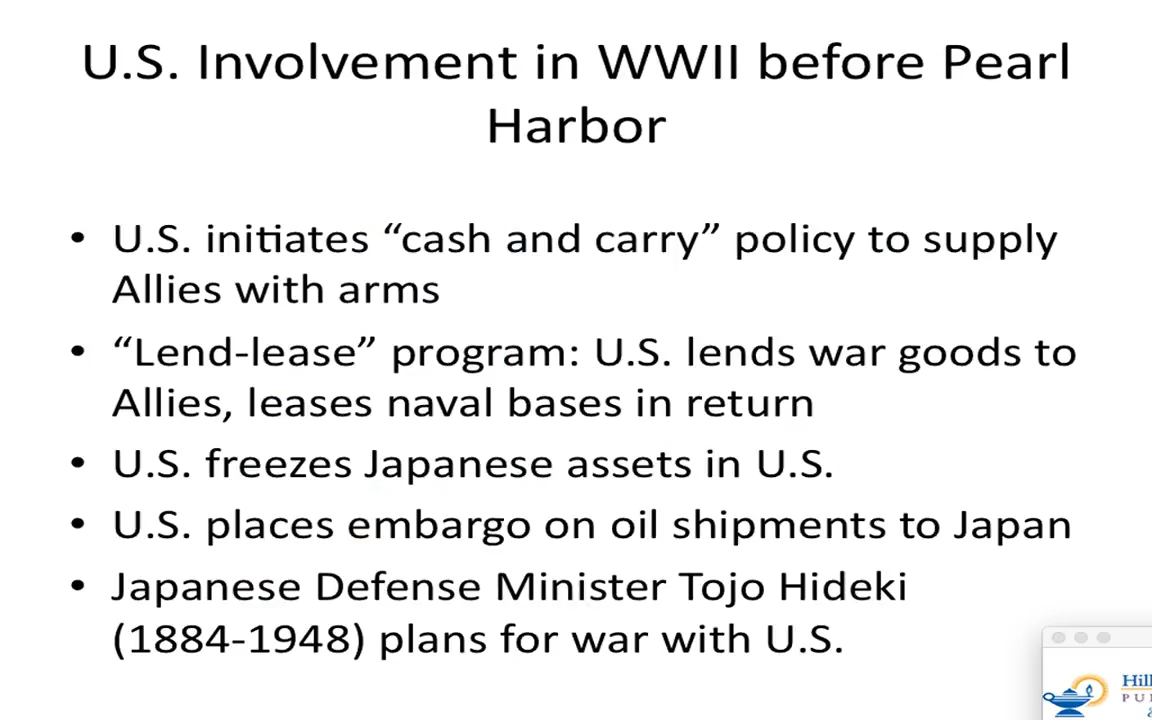 U.S. Involvement in WWII before Pearl
Harbor
• U.S. initiates “cash and carry” policy to supply
Allies with arms
• “Lend-lease” program: U.S. lends war goods to
Allies, leases naval bases in return
• U.S. freezes Japanese assets in U.S.
• U.S. places embargo on oil shipments to Japan
• Japanese Defense Minister Tojo Hideki
(1884-1948) plans for war with U.S.